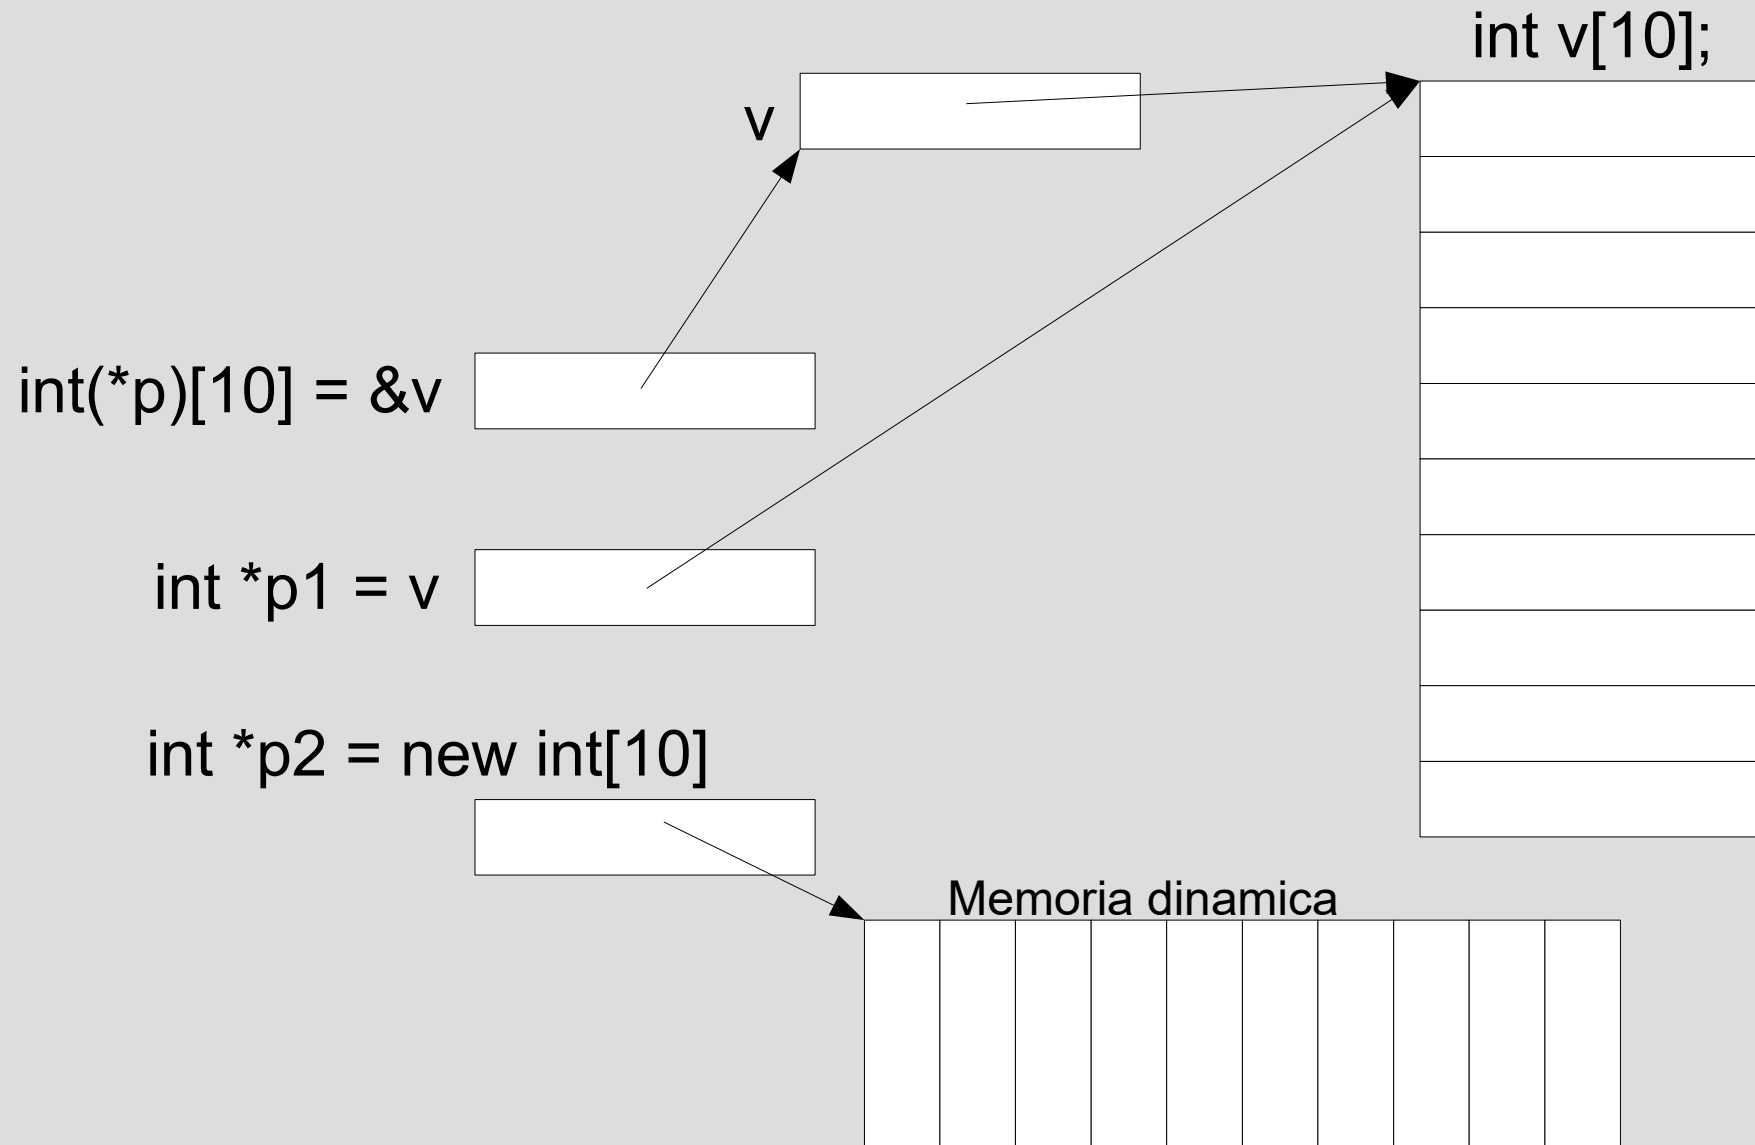 int v[10];
v
int(*p)[10] = &v
int *p1 = v
int *p2 = new int[10]
Memoria dinamica